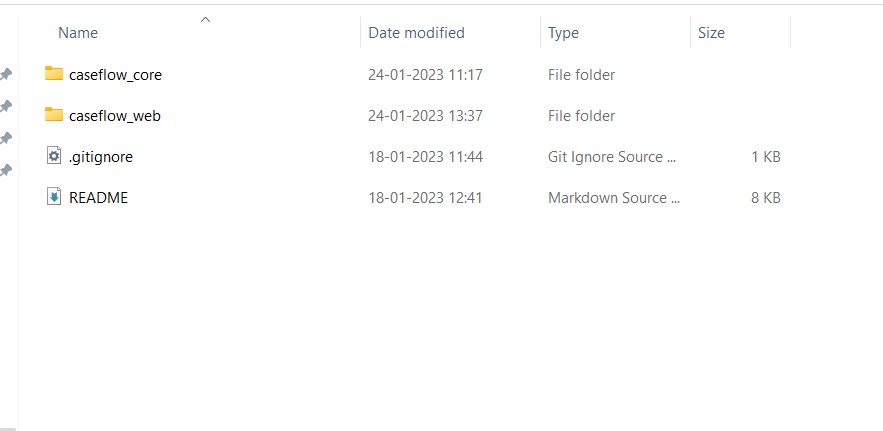 Name Date modified Type Size
caseflow_core 24-01-2023 11:17 File folder
caseflow_web 24-01-2023 13:37 File folder
.gitignore 18-01-2023 11:44 Git Ignore Source ... 1 KB
README 18-01-2023 12:41 Markdown Source ... 8 KB